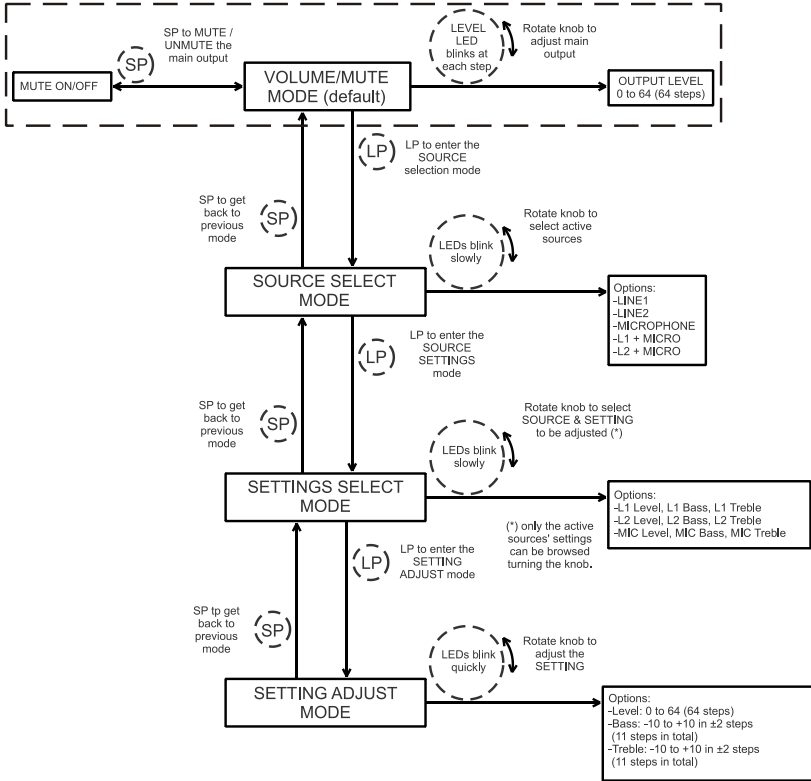 SP to MUTE /
UNMUTE the
main output
SP
MUTE ON/OFF
VOLUME/MUTE
MODE (default)
LEVEL
LED
blinks at
each step
Rotate knob to
adjust main
output
OUTPUT LEVEL
0 to 64 (64 steps)
LP
LP to enter the
SOURCE
selection mode
SP to get
back to
previous
mode
SP
LEDs blink
slowly
Rotate knob to
select active
sources
SOURCE SELECT
MODE
Options:
-LINE1
-LINE2
-MICROPHONE
-L1 + MICRO
-L2 + MICRO
LP
LP to enter the
SOURCE
SETTINGS
mode
SP to get
back to
previous
mode
SP
LEDs blink
slowly
Rotate knob to select
SOURCE & SETTING
to be adjusted (*)
SETTINGS SELECT
MODE
Options:
-L1 Level, L1 Bass, L1 Treble
-L2 Level, L2 Bass, L2 Treble
-MIC Level, MIC Bass, MIC Treble
(*) only the active
sources' settings
can be browsed
turning the knob.
LP
LP to enter the
SETTING
ADJUST mode
SP tp get
back to
previous
mode
SP
LEDs blink
quickly
Rotate knob to
adjust the
SETTING
SETTING ADJUST
MODE
Options:
-Level: 0 to 64 (64 steps)
-Bass: -10 to +10 in ±2 steps
(11 steps in total)
-Treble: -10 to +10 in ±2 steps
(11 steps in total)